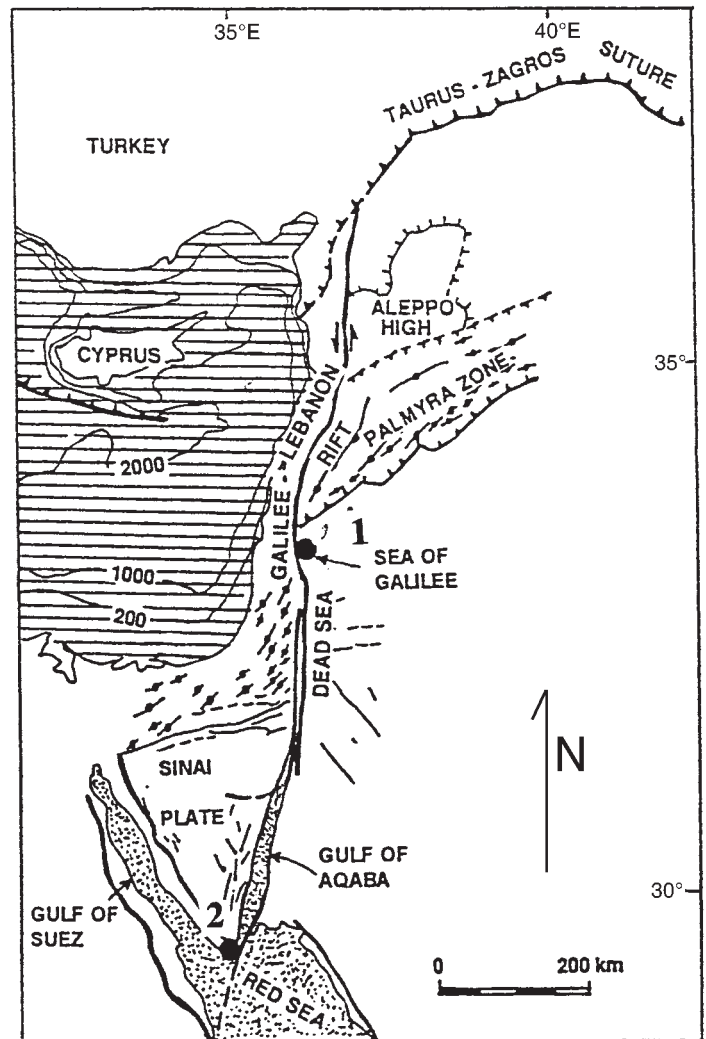 35°E
40°E
TAURUS - ZAGROS SUTURE
TURKEY
ALEPPO
HIGH
CYPRUS
35°
PALMYRA ZONE
RIFT
GALILEE - LEBANON
2000
1
SEA OF
GALILEE
1000
200
DEAD SEA
SINAI
PLATE
N
GULF OF
AQABA
30°
2
GULF OF
SUEZ
RED SEA
0
200 km